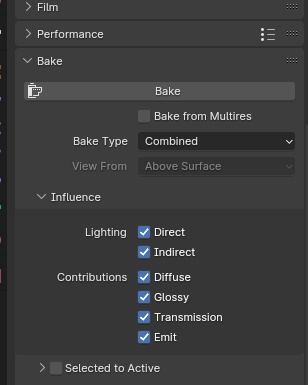 Film
Performance
Bake
Bake
Bake from Multires
Bake Type Combined
View From Above Surface
Influence
Lighting Direct
Indirect
Contributions Diffuse
Glossy
Transmission
Emit
Selected to Active